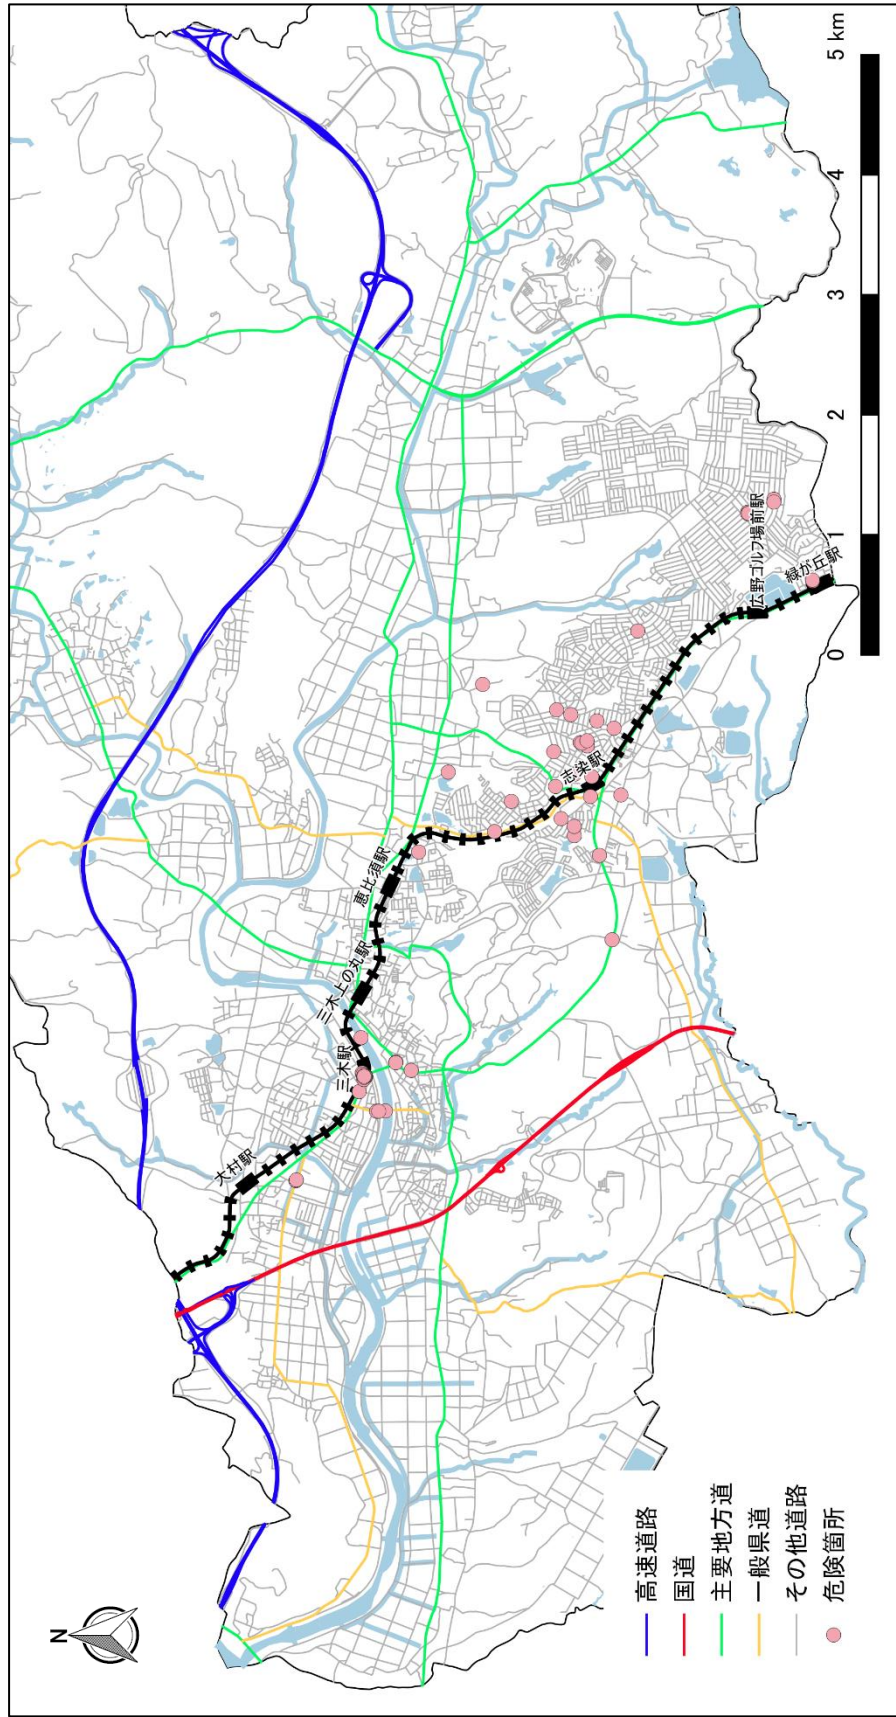 N
大村駅
三木駅
三木上の丸駅
恵比須駅
志染駅
広野ゴルフ場前駅
緑が丘駅
高速道路
国道
主要地方道
一般県道
その他道路
危険箇所
0 1 2 3 4 5 km